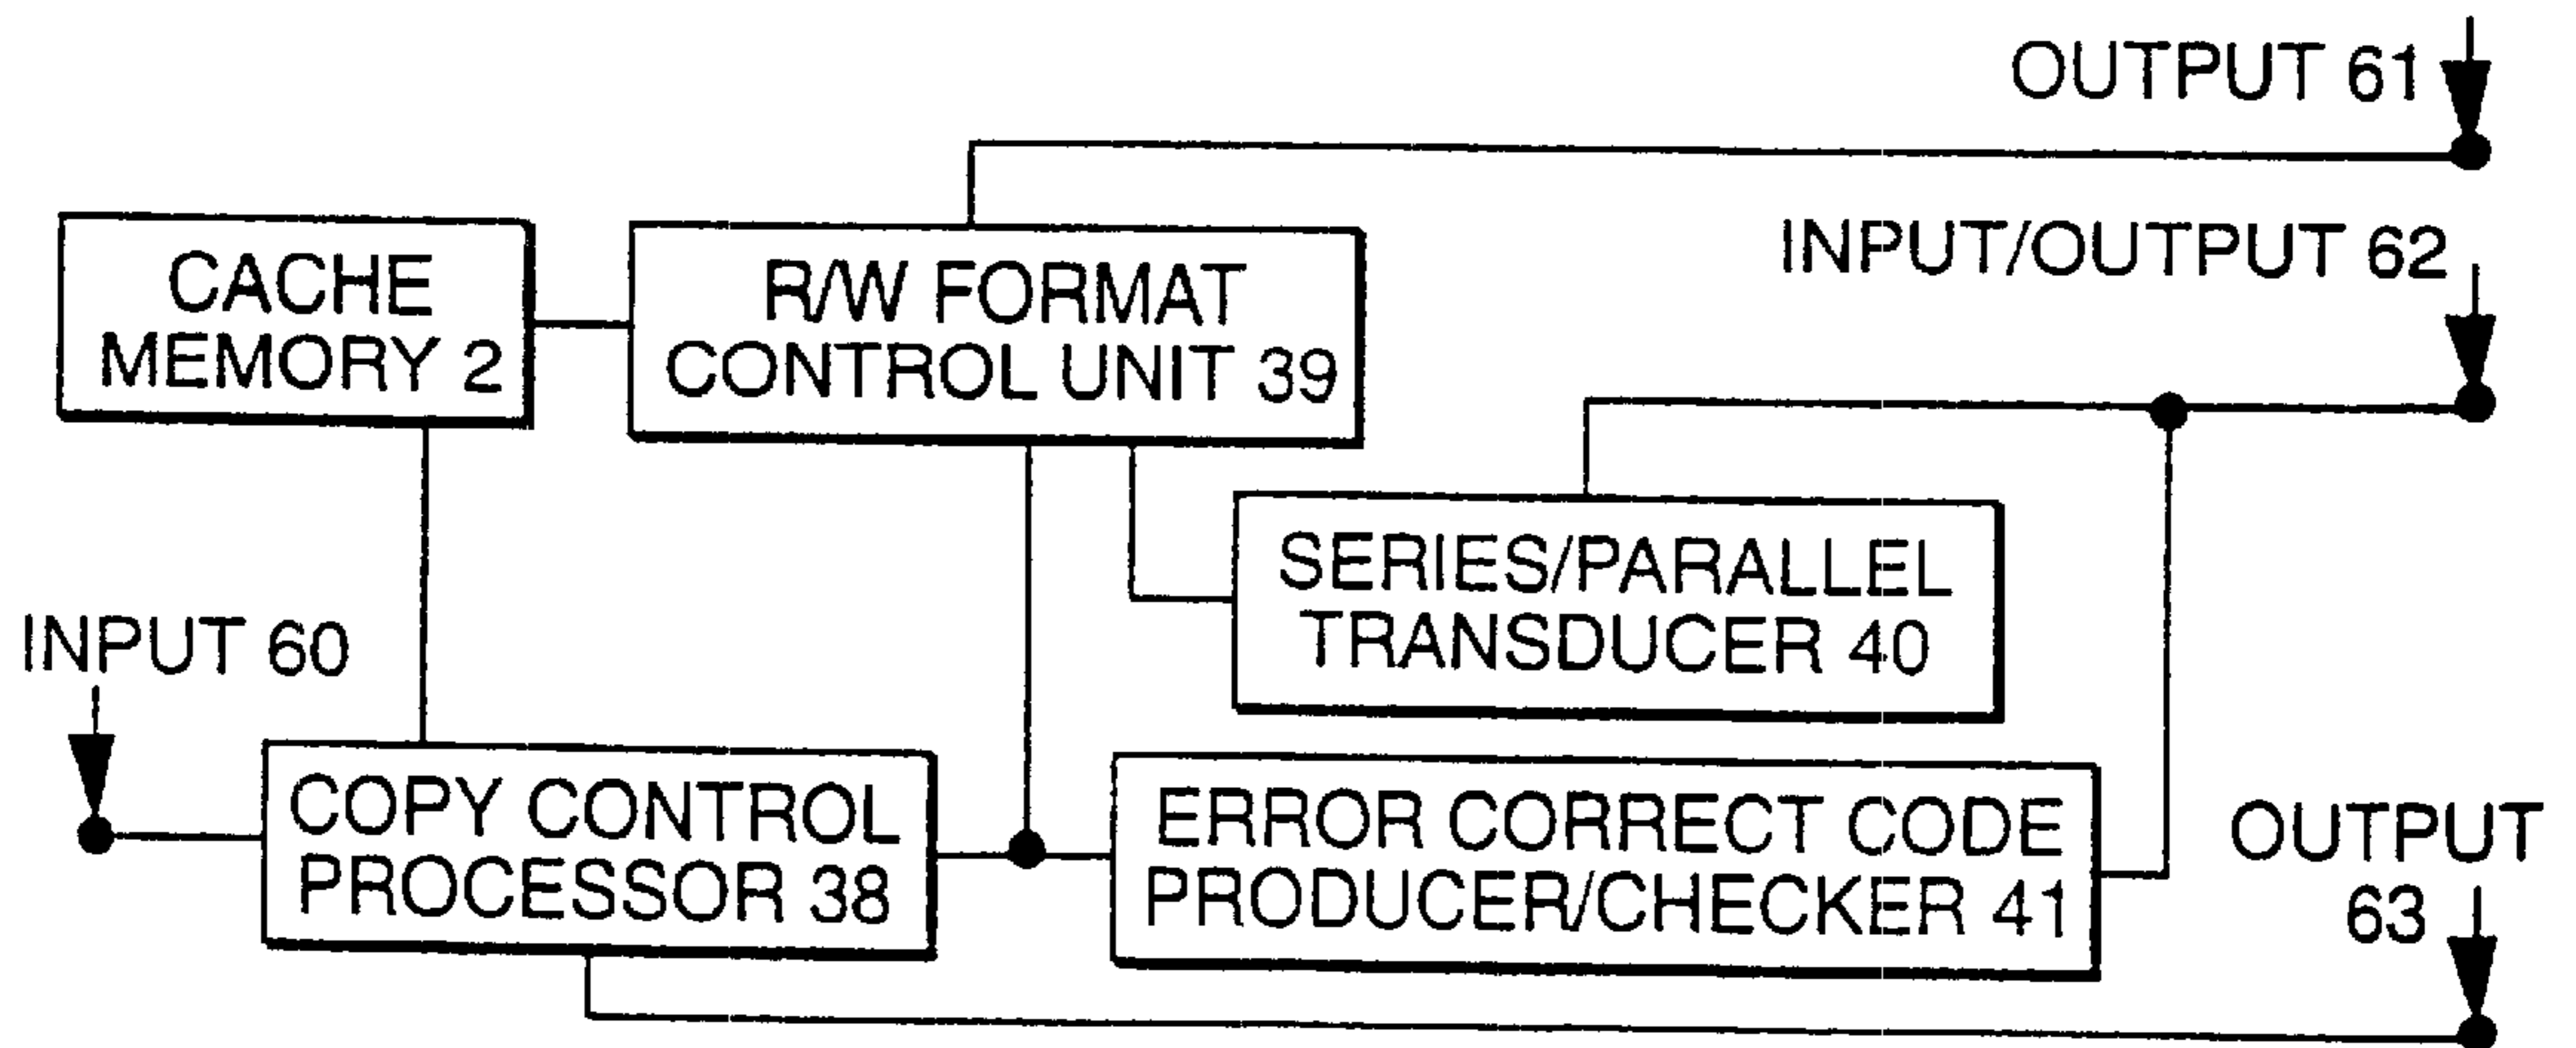 OUTPUT 61
INPUT/OUTPUT 62
CACHE
MEMORY 2
R/W FORMAT
CONTROL UNIT 39
SERIES/PARALLEL
TRANSDUCER 40
INPUT 60
COPY CONTROL
PROCESSOR 38
ERROR CORRECT CODE
PRODUCER/CHECKER 41
OUTPUT
63